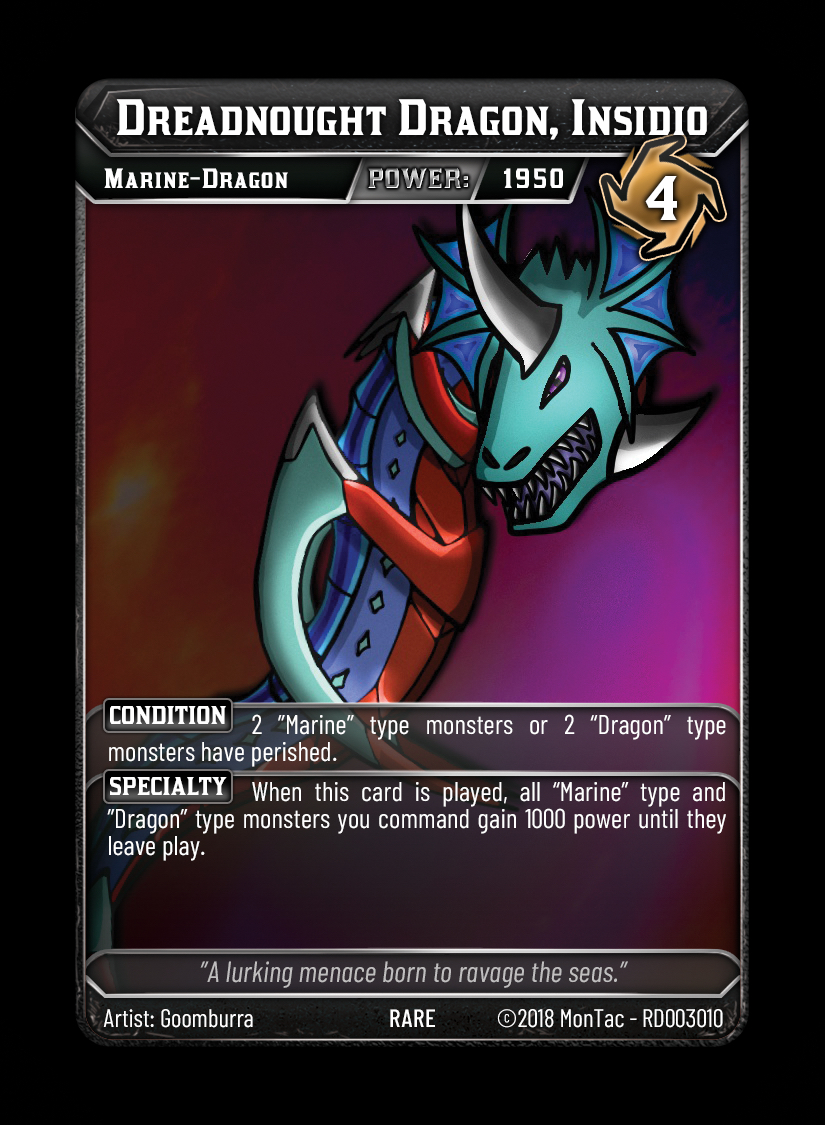 Dreadnought Dragon, Insidio
Marine-Dragon POWER: 1950 4
CONDITION 2 "Marine" type monsters or 2 "Dragon" type
monsters have perished.
SPECIALTY When this card is played, all "Marine" type and
"Dragon" type monsters you command gain 1000 power until they
leave play.
"A lurking menace born to ravage the seas."
Artist: Goomburra RARE ©2018 MonTac - RD003010